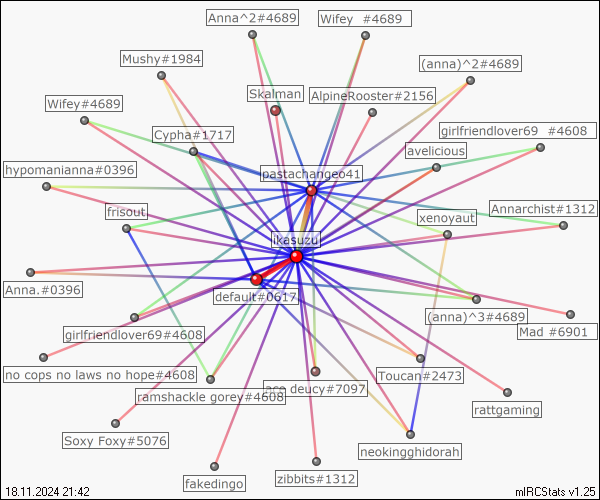 Anna^2#4689
Wifey  #4689
Mushy#1984
(anna)^2#4689
Skalman
AlpineRooster#2156
Wifey#4689
Cypha#1717
girlfriendlover69  #4608
avelicious
hypomanianna#0396
pastachangeo41
frisout
Annarchist#1312
xenoyaut
ikasuzu
Anna.#0396
default#0617
(anna)^3#4689
girlfriendlover69#4608
Mad #6901
no cops no laws no hope#4608
Toucan#2473
ace deucy#7097
ramshackle gorey#4608
rattgaming
Soxy Foxy#5076
neokingghidorah
zibbits#1312
fakedingo
18.11.2024 21:42
mIRCStats v1.25